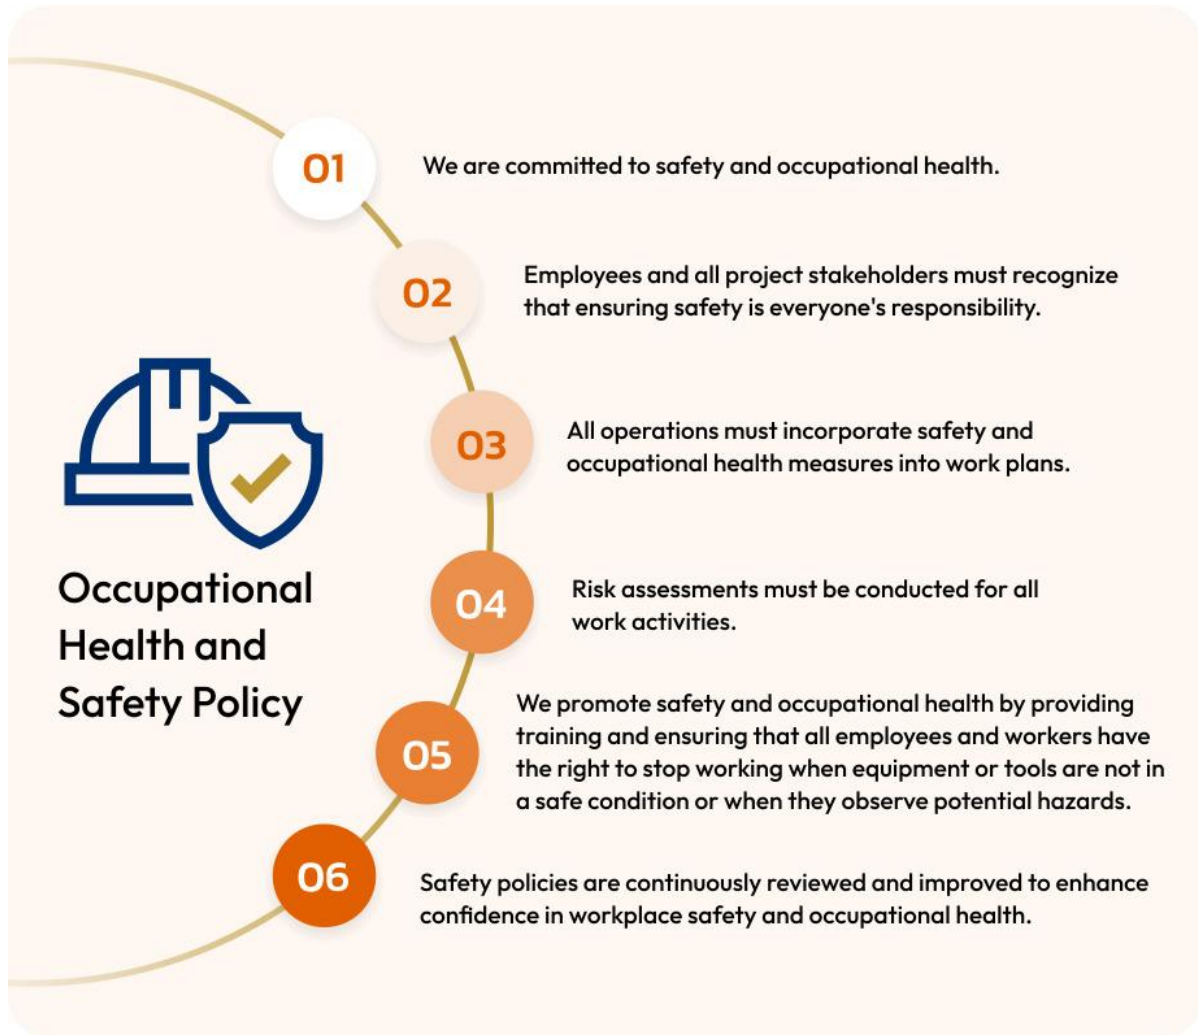 01
We are committed to safety and occupational health.
02
Employees and all project stakeholders must recognize
that ensuring safety is everyone's responsibility.
03
All operations must incorporate safety and
occupational health measures into work plans.
Occupational
Health and
Safety Policy
04
Risk assessments must be conducted for all
work activities.
05
We promote safety and occupational health by providing
training and ensuring that all employees and workers have
the right to stop working when equipment or tools are not in
a safe condition or when they observe potential hazards.
06
Safety policies are continuously reviewed and improved to enhance
confidence in workplace safety and occupational health.